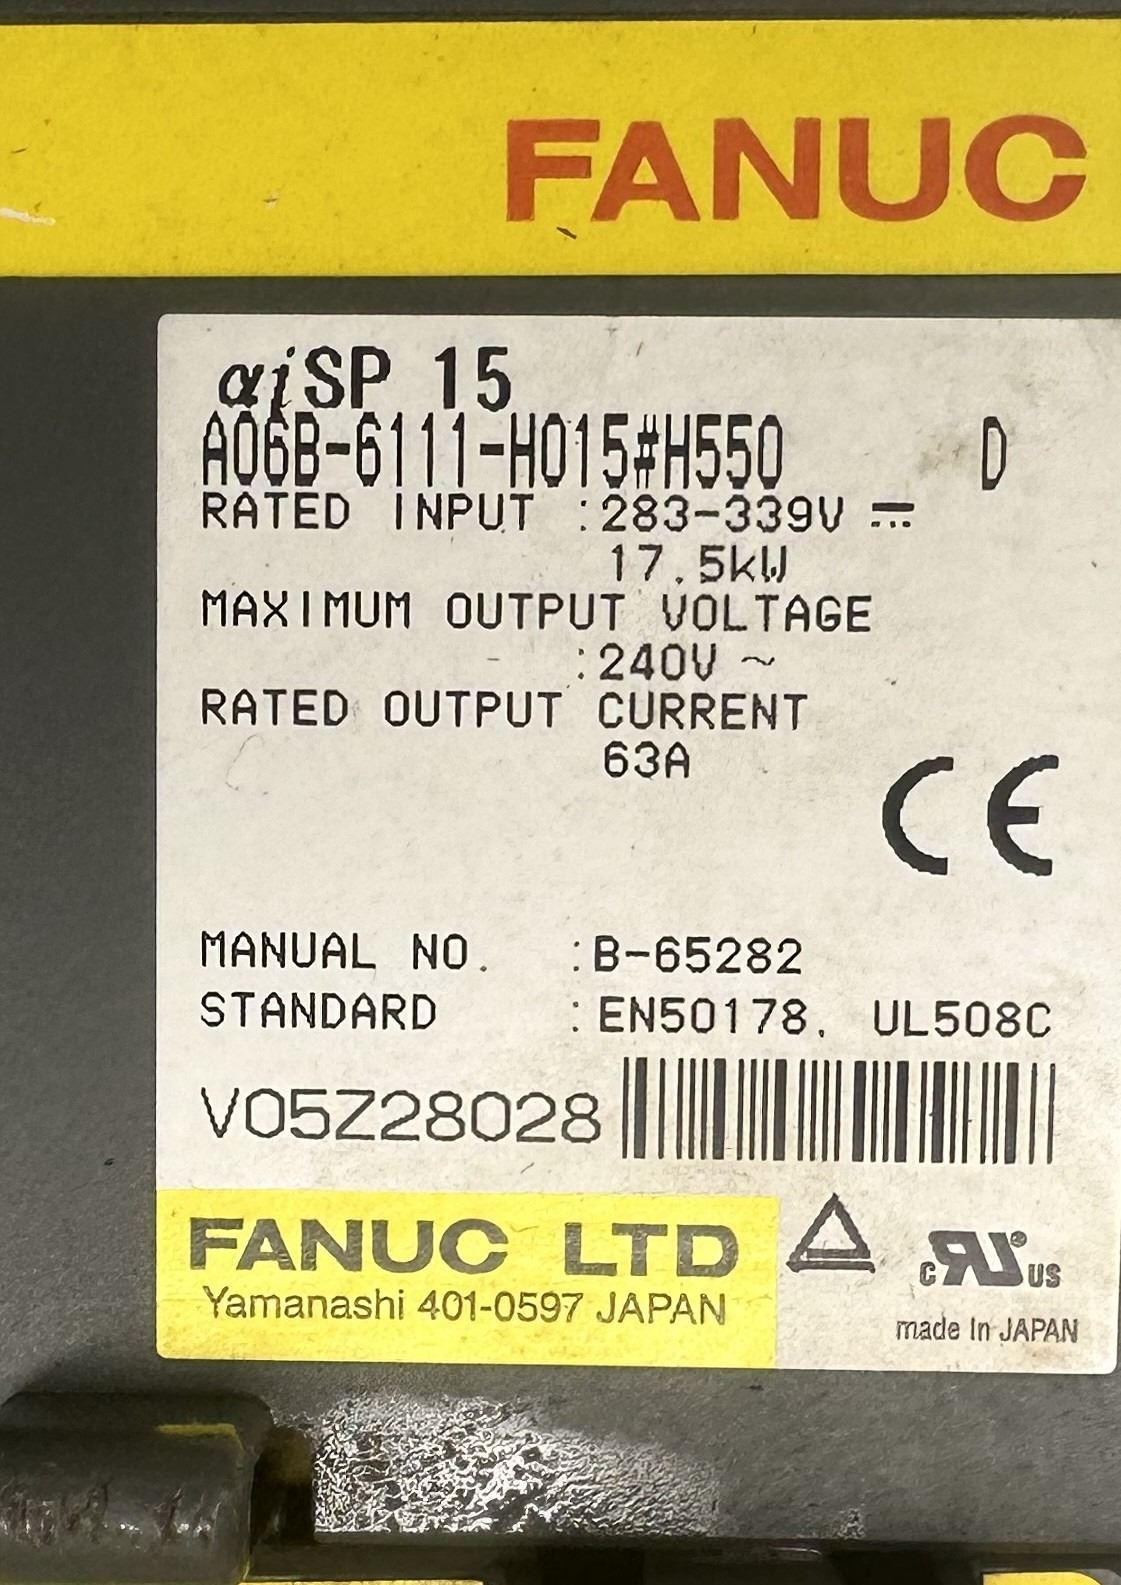 FANUC
αiSP 15
A06B-6111-H015#H550 D
RATED INPUT :283-339V ⎓
17.5kW
MAXIMUM OUTPUT VOLTAGE
:240V ~
RATED OUTPUT CURRENT
63A
CE
MANUAL NO. :B-65282
STANDARD :EN50178, UL508C
V05Z28028
FANUC LTD
Yamanashi 401-0597 JAPAN
c RU US
made In JAPAN